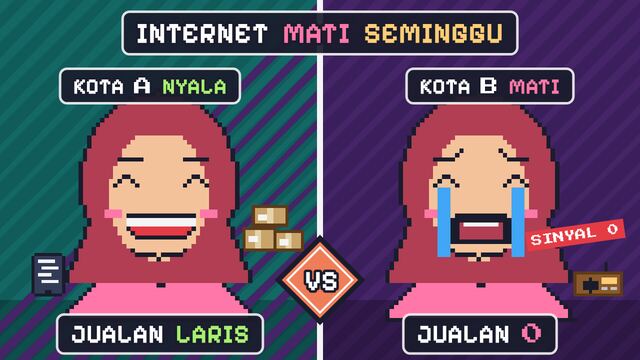 INTERNET MATI SEMINGGU
KOTA A NYALA
KOTA B MATI
SINYAL 0
VS
JUALAN LARIS
JUALAN 0